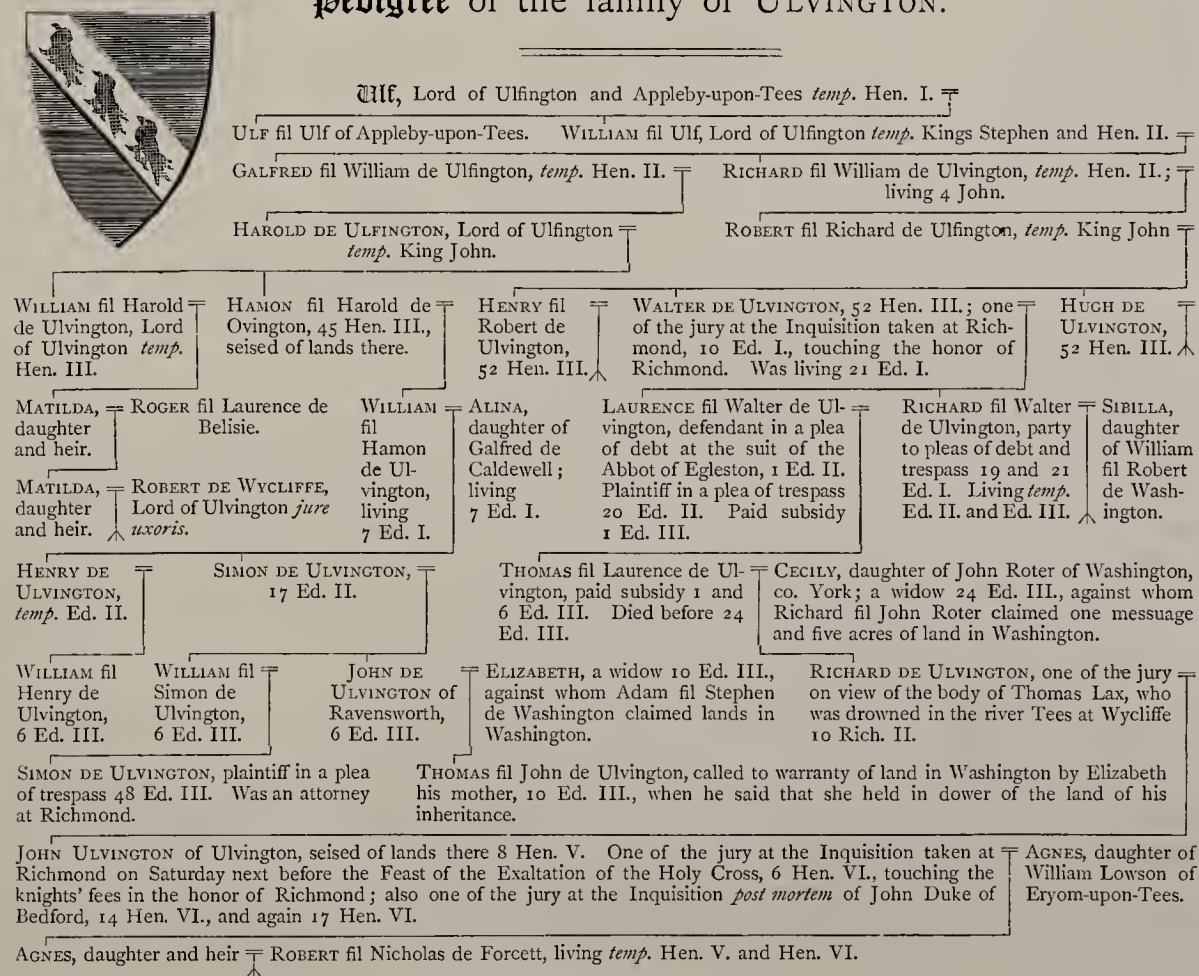 Pedigree of the family of ULVINGTON.
Ulf, Lord of Ulfington and Appleby-upon-Tees temp. Hen. I.
ULF fil Ulf of Appleby-upon-Tees. WILLIAM fil Ulf, Lord of Ulfington temp. Kings Stephen and Hen. II.
GALFRED fil William de Ulfington, temp. Hen. II.
RICHARD fil William de Ulvington, temp. Hen. II.;
living 4 John.
HAROLD DE ULFINGTON, Lord of Ulfington
temp. King John.
ROBERT fil Richard de Ulfington, temp. King John
WILLIAM fil Harold
de Ulvington, Lord
of Ulvington temp.
Hen. III.
HAMON fil Harold de
Ovington, 45 Hen. III.,
seised of lands there.
HENRY fil
Robert de
Ulvington,
52 Hen. III.
WALTER DE ULVINGTON, 52 Hen. III.; one
of the jury at the Inquisition taken at Rich-
mond, 10 Ed. I., touching the honor of
Richmond. Was living 21 Ed. I.
HUGH DE
ULVINGTON,
52 Hen. III.
MATILDA,
daughter
and heir.
ROGER fil Laurence de
Belisie.
WILLIAM
fil
Hamon
de Ul-
vington,
living
7 Ed. I.
ALINA,
daughter of
Galfred de
Caldewell;
living
7 Ed. I.
LAURENCE fil Walter de Ul-
vington, defendant in a plea
of debt at the suit of the
Abbot of Egleston, 1 Ed. II.
Plaintiff in a plea of trespass
20 Ed. II. Paid subsidy
1 Ed. III.
RICHARD fil Walter
de Ulvington, party
to pleas of debt and
trespass 19 and 21
Ed. I. Living temp.
Ed. II. and Ed. III.
SIBILLA,
daughter
of William
fil Robert
de Wash-
ington.
MATILDA,
daughter
and heir.
ROBERT DE WYCLIFFE,
Lord of Ulvington jure
uxoris.
HENRY DE
ULVINGTON,
temp. Ed. II.
SIMON DE ULVINGTON,
17 Ed. II.
THOMAS fil Laurence de Ul-
vington, paid subsidy 1 and
6 Ed. III. Died before 24
Ed. III.
CECILY, daughter of John Roter of Washington,
co. York; a widow 24 Ed. III., against whom
Richard fil John Roter claimed one messuage
and five acres of land in Washington.
WILLIAM fil
Henry de
Ulvington,
6 Ed. III.
WILLIAM fil
Simon de
Ulvington,
6 Ed. III.
JOHN DE
ULVINGTON of
Ravensworth,
6 Ed. III.
ELIZABETH, a widow 10 Ed. III.,
against whom Adam fil Stephen
de Washington claimed lands in
Washington.
RICHARD DE ULVINGTON, one of the jury
on view of the body of Thomas Lax, who
was drowned in the river Tees at Wycliffe
10 Rich. II.
SIMON DE ULVINGTON, plaintiff in a plea
of trespass 48 Ed. III. Was an attorney
at Richmond.
THOMAS fil John de Ulvington, called to warranty of land in Washington by Elizabeth
his mother, 10 Ed. III., when he said that she held in dower of the land of his
inheritance.
JOHN ULVINGTON of Ulvington, seised of lands there 8 Hen. V. One of the jury at the Inquisition taken at
Richmond on Saturday next before the Feast of the Exaltation of the Holy Cross, 6 Hen. VI., touching the
knights' fees in the honor of Richmond; also one of the jury at the Inquisition post mortem of John Duke of
Bedford, 14 Hen. VI., and again 17 Hen. VI.
AGNES, daughter of
William Lowson of
Eryom-upon-Tees.
AGNES, daughter and heir
ROBERT fil Nicholas de Forcett, living temp. Hen. V. and Hen. VI.